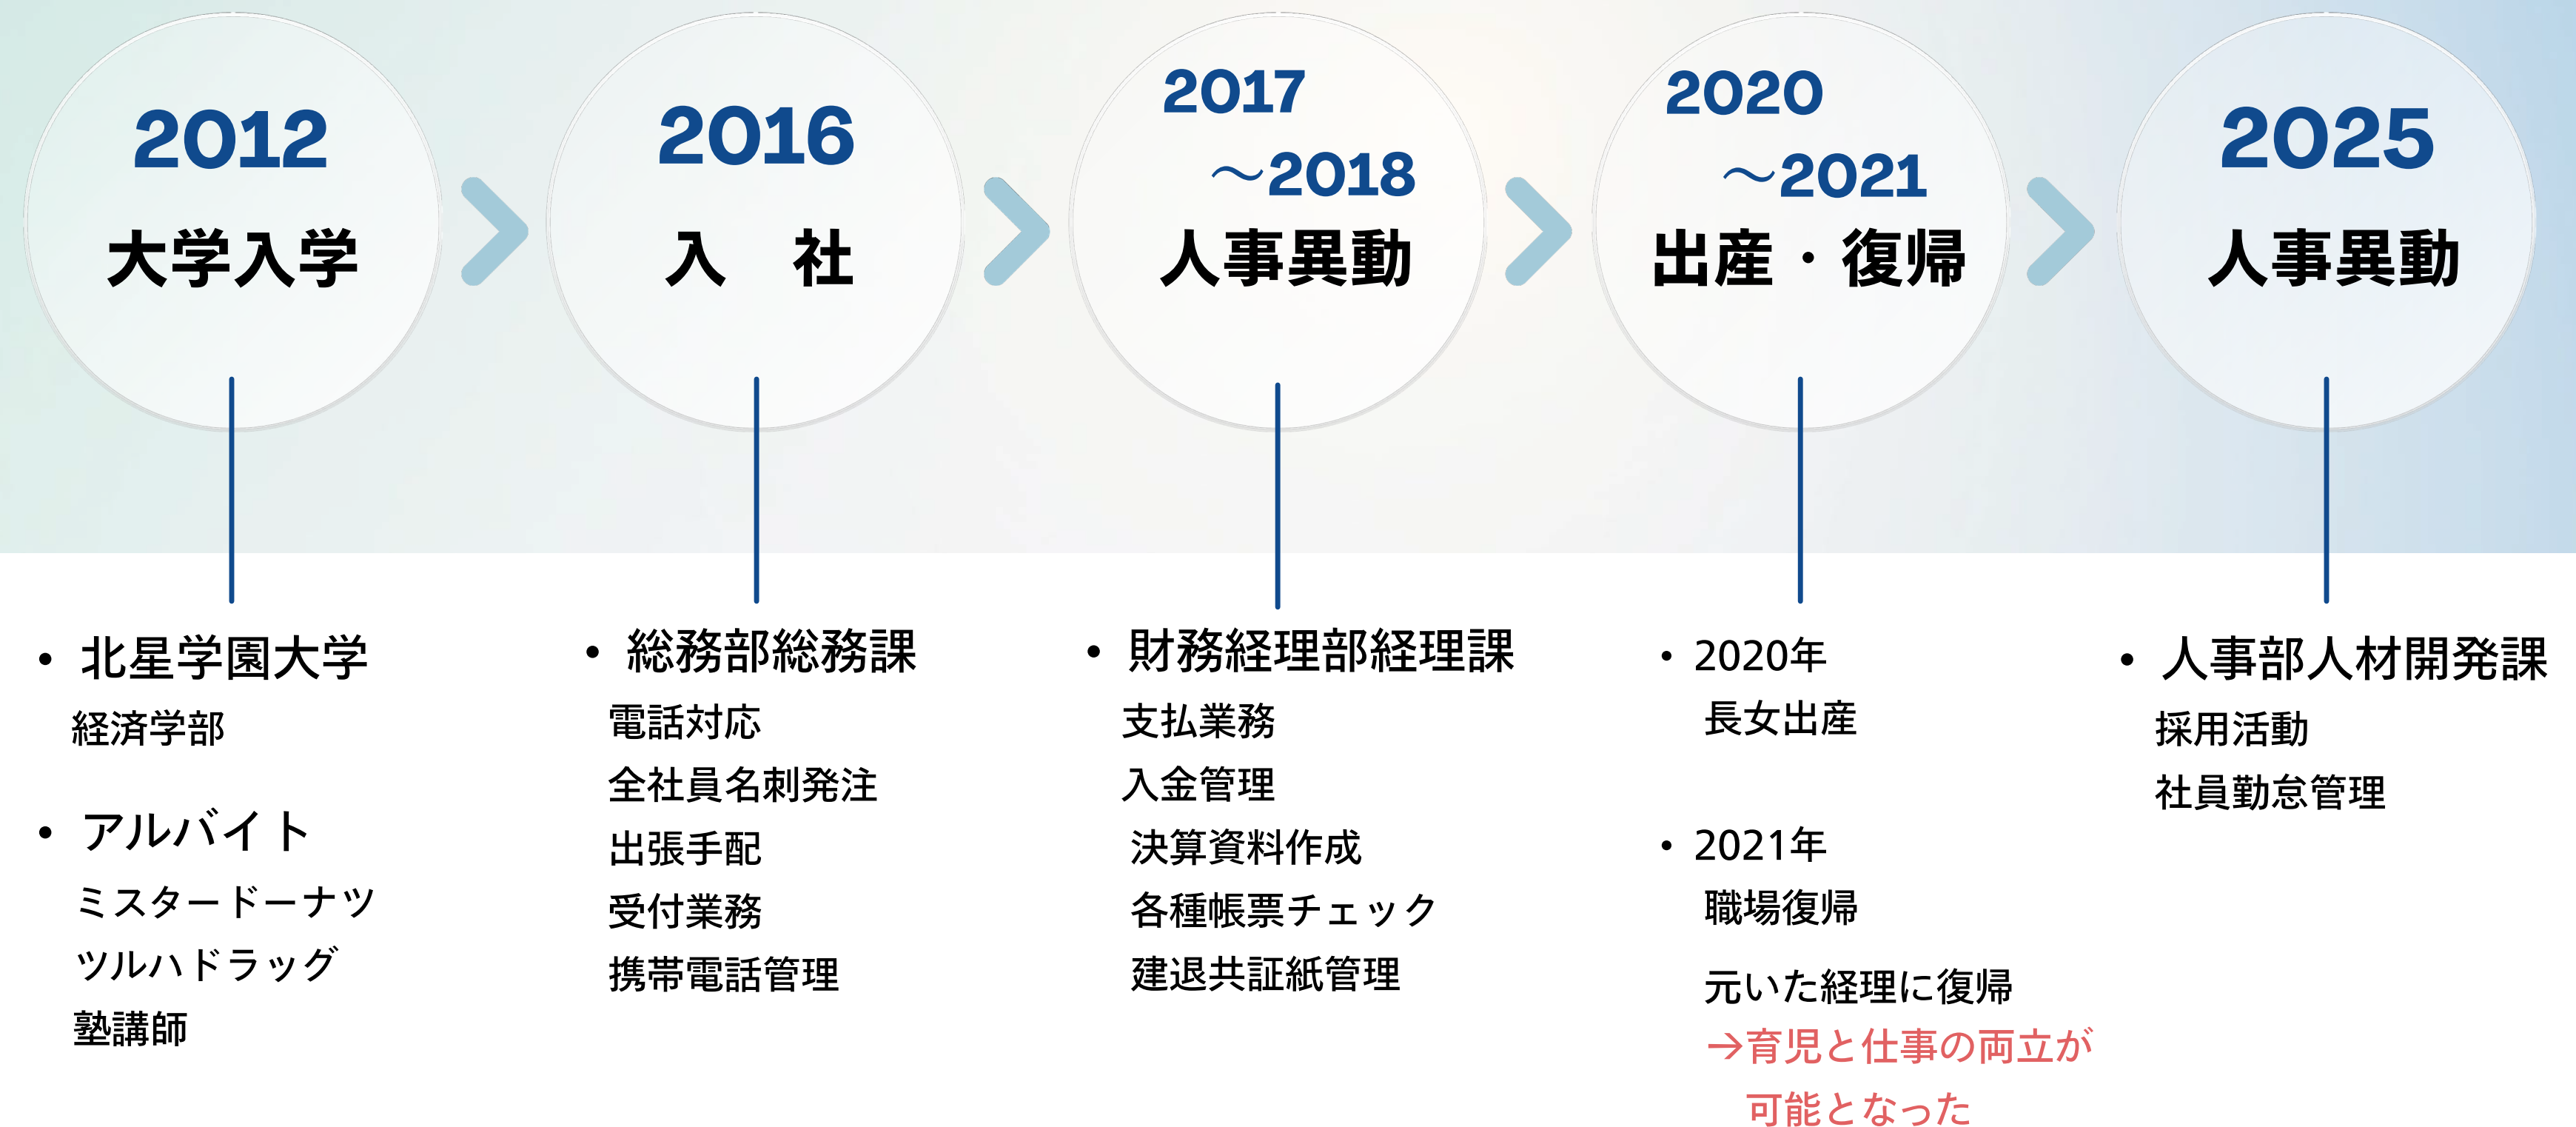 2012
大学入学
2016
入　社
2017
～2018
人事異動
2020
～2021
出産・復帰
2025
人事異動
• 北星学園大学
経済学部
• アルバイト
ミスタードーナツ
ツルハドラッグ
塾講師
• 総務部総務課
電話対応
全社員名刺発注
出張手配
受付業務
携帯電話管理
• 財務経理部経理課
支払業務
入金管理
決算資料作成
各種帳票チェック
建退共証紙管理
• 2020年
長女出産
• 2021年
職場復帰
元いた経理に復帰
→育児と仕事の両立が
可能となった
• 人事部人材開発課
採用活動
社員勤怠管理